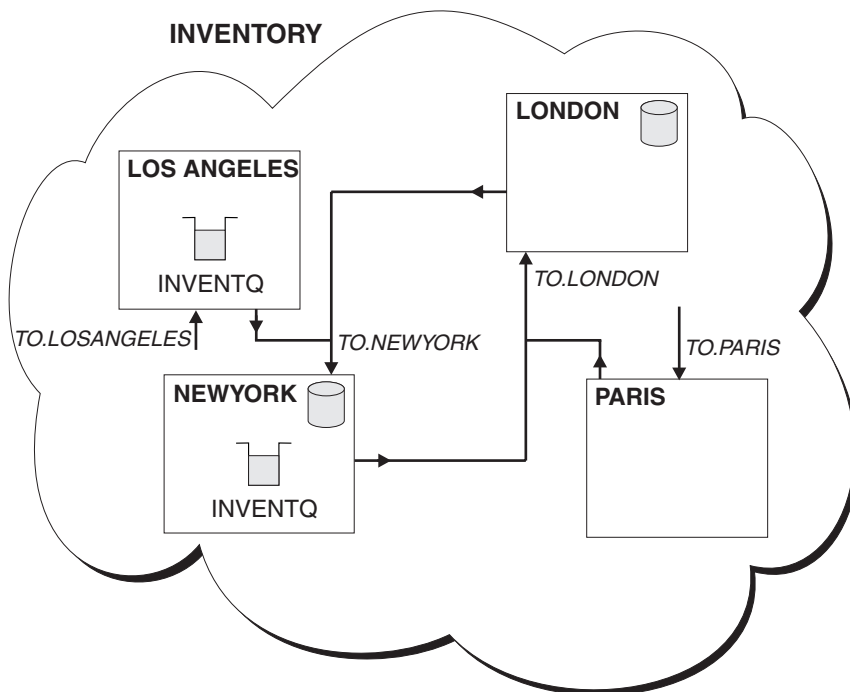 INVENTORY
LONDON
LOS ANGELES
INVENTQ
TO.LONDON
TO.LOSANGELES
TO.NEWYORK
TO.PARIS
NEWYORK
PARIS
INVENTQ